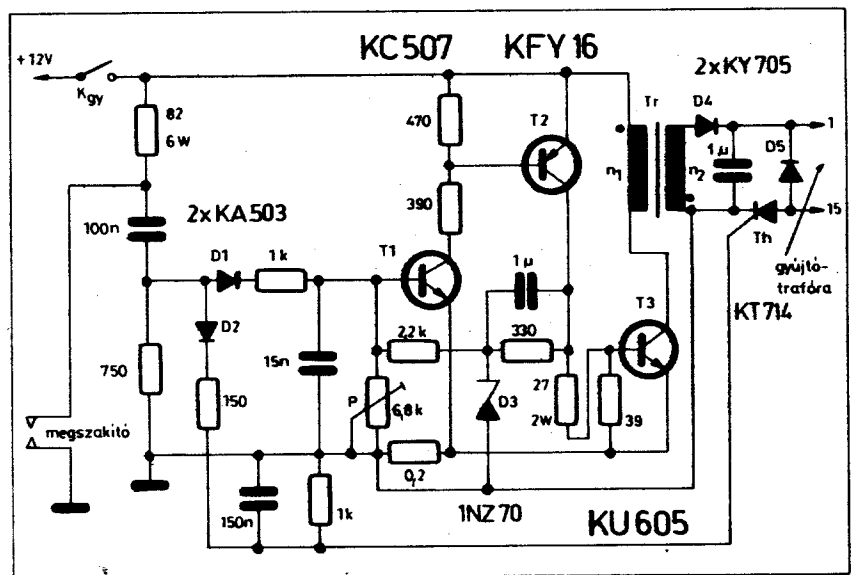 KC507 KFY16
+12V
Kgy
2xKY705
82
6W
470
T2
Tr
D4
1
1µ
D5
n1
n2
390
15
100n
2xKA503
Th
gyújtó-
trafóra
D1
1k
T1
1µ
T3
KT714
D2
2,2k
330
750
15n
150
P
6,8k
D3
27
2W
39
megszakító
0,2
150n
1k
1NZ70
KU605